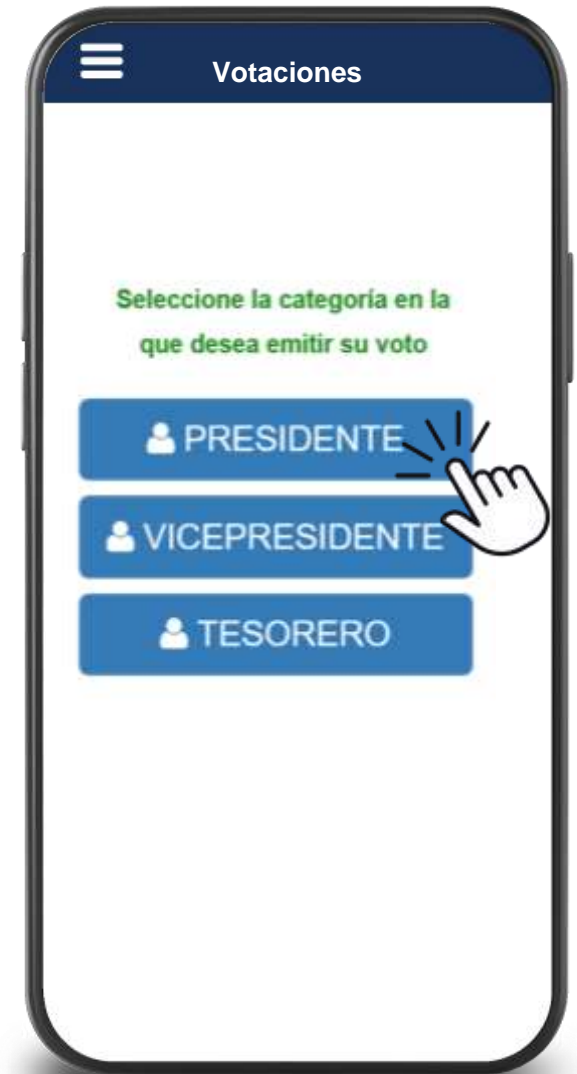 Votaciones
Seleccione la categoría en la
que desea emitir su voto
PRESIDENTE
VICEPRESIDENTE
TESORERO